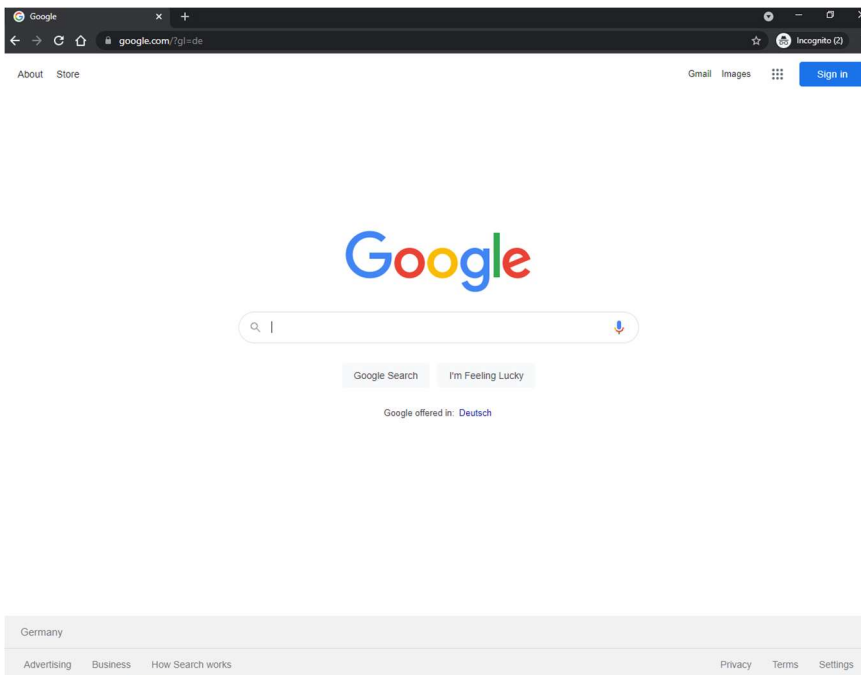 Google
google.com/?gl=de
Incognito (2)
About Store
Gmail Images
Sign in
Google
Google Search I'm Feeling Lucky
Google offered in: Deutsch
Germany
Advertising Business How Search works
Privacy Terms Settings